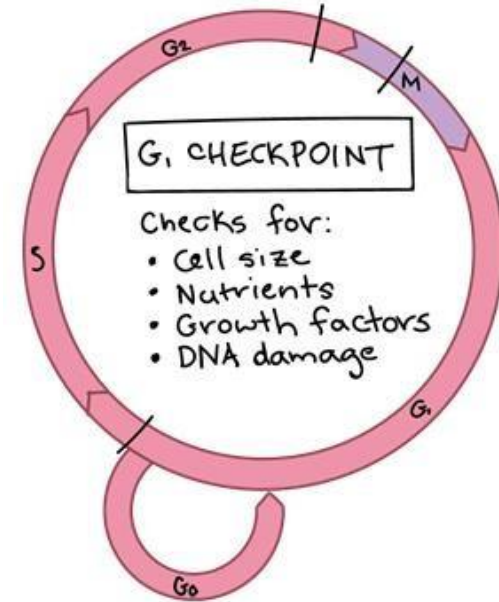 G2
M
G1 CHECKPOINT
Checks for:
• Cell size
• Nutrients
• Growth factors
• DNA damage
S
G1
G0